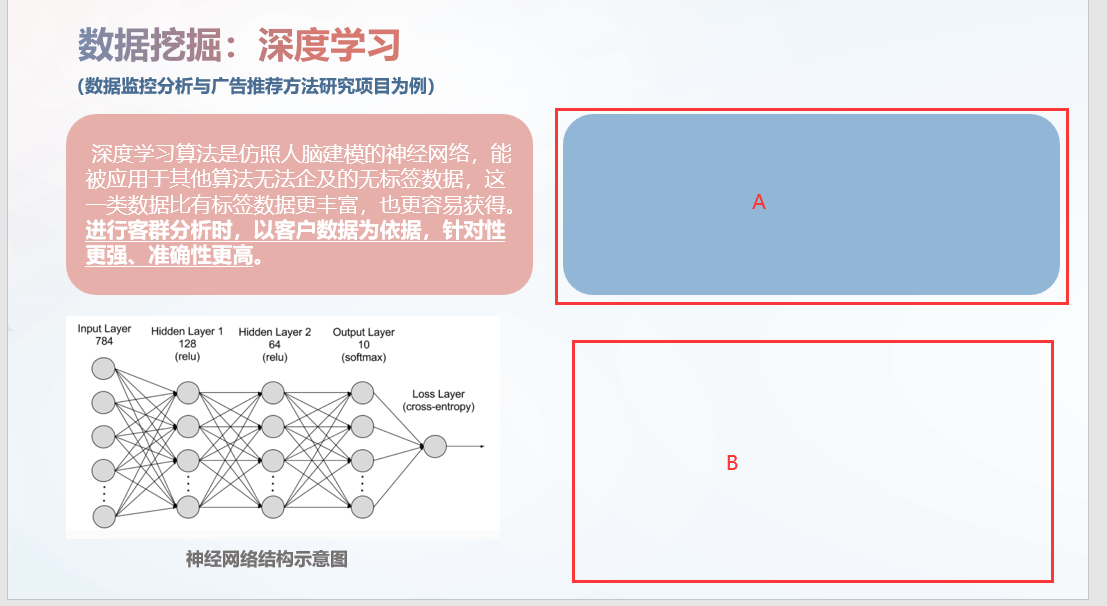 数据挖掘：深度学习
(数据监控分析与广告推荐方法研究项目为例)
深度学习算法是仿照人脑建模的神经网络，能
被应用于其他算法无法企及的无标签数据，这
一类数据比有标签数据更丰富，也更容易获得。
进行客群分析时，以客户数据为依据，针对性
更强、准确性更高。
A
Input Layer
784
Hidden Layer 1
128
(relu)
Hidden Layer 2
64
(relu)
Output Layer
10
(softmax)
Loss Layer
(cross-entropy)
B
神经网络结构示意图